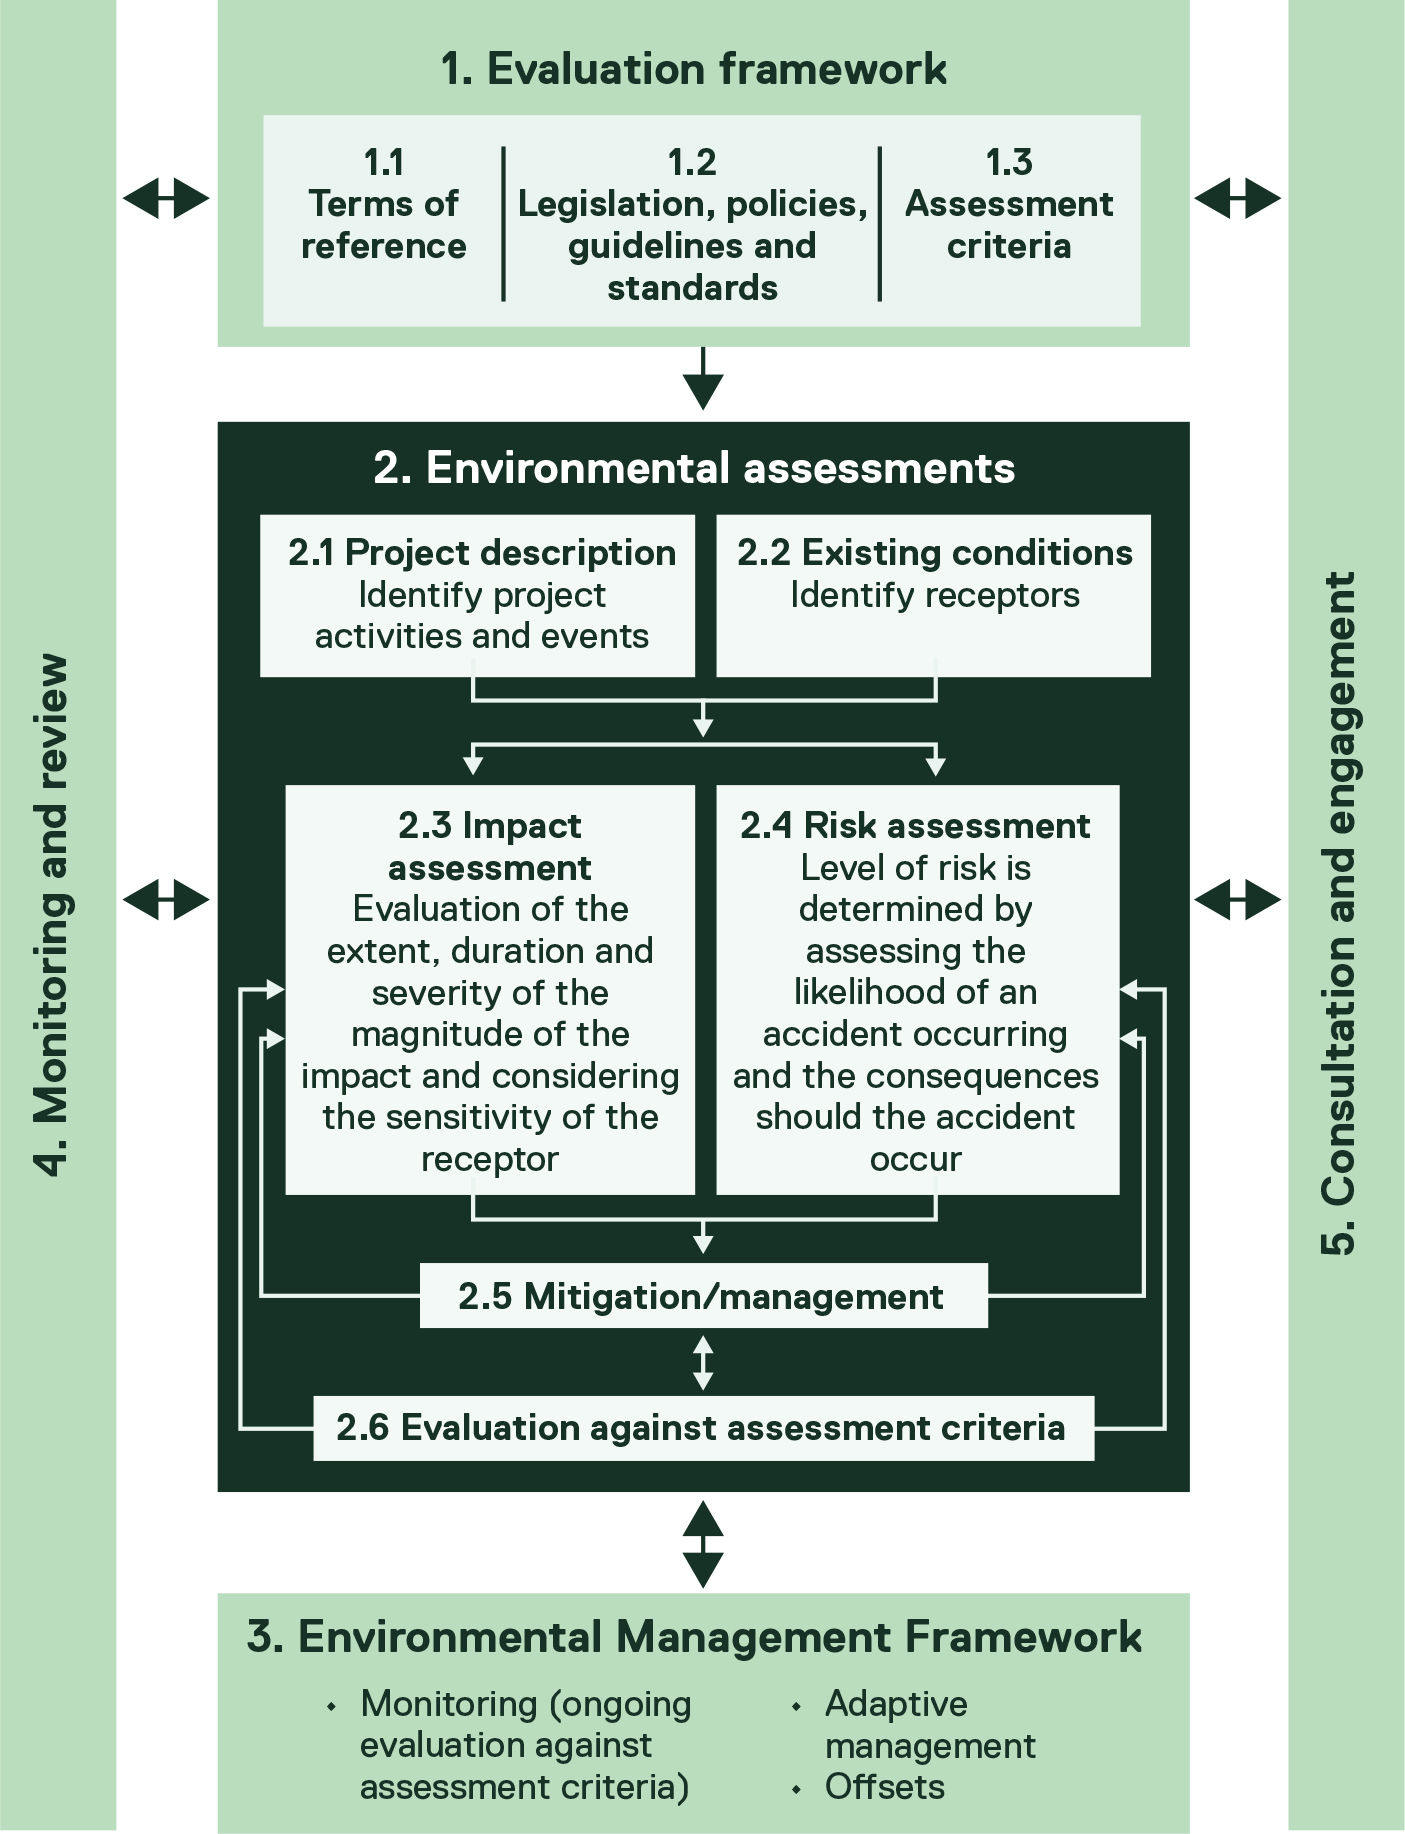 1. Evaluation framework
1.1
Terms of
reference
1.2
Legislation, policies,
guidelines and
standards
1.3
Assessment
criteria
2. Environmental assessments
2.1 Project description
Identify project
activities and events
2.2 Existing conditions
Identify receptors
2.3 Impact
assessment
Evaluation of the
extent, duration and
severity of the
magnitude of the
impact and considering
the sensitivity of the
receptor
2.4 Risk assessment
Level of risk is
determined by
assessing the
likelihood of an
accident occurring
and the consequences
should the accident
occur
2.5 Mitigation/management
2.6 Evaluation against assessment criteria
3. Environmental Management Framework
• Monitoring (ongoing
evaluation against
assessment criteria)
• Adaptive
management
• Offsets
4. Monitoring and review
5. Consultation and engagement